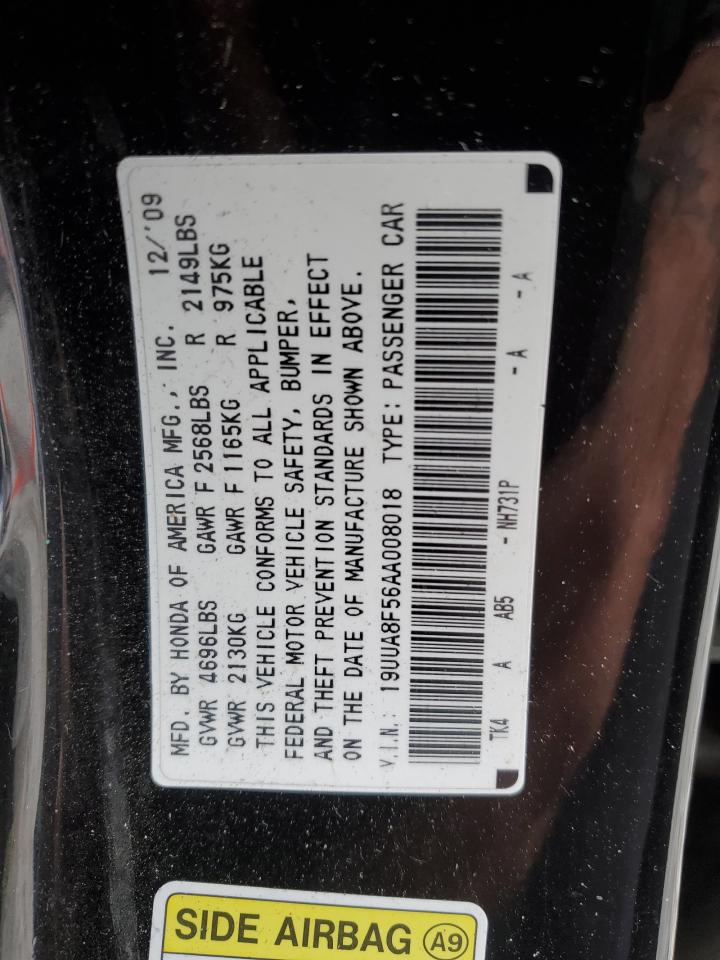 MFD. BY HONDA OF AMERICA MFG., INC. 12/'09
GVWR 4696LBS GAWR F 2568LBS R 2149LBS
GVWR 2130KG GAWR F 1165KG R 975KG
THIS VEHICLE CONFORMS TO ALL APPLICABLE
FEDERAL MOTOR VEHICLE SAFETY, BUMPER,
AND THEFT PREVENTION STANDARDS IN EFFECT
ON THE DATE OF MANUFACTURE SHOWN ABOVE.
V.I.N.: 19UUA8F56AA008018 TYPE: PASSENGER CAR
TK4 A AB5 - NH731P - A - A
SIDE AIRBAG A9